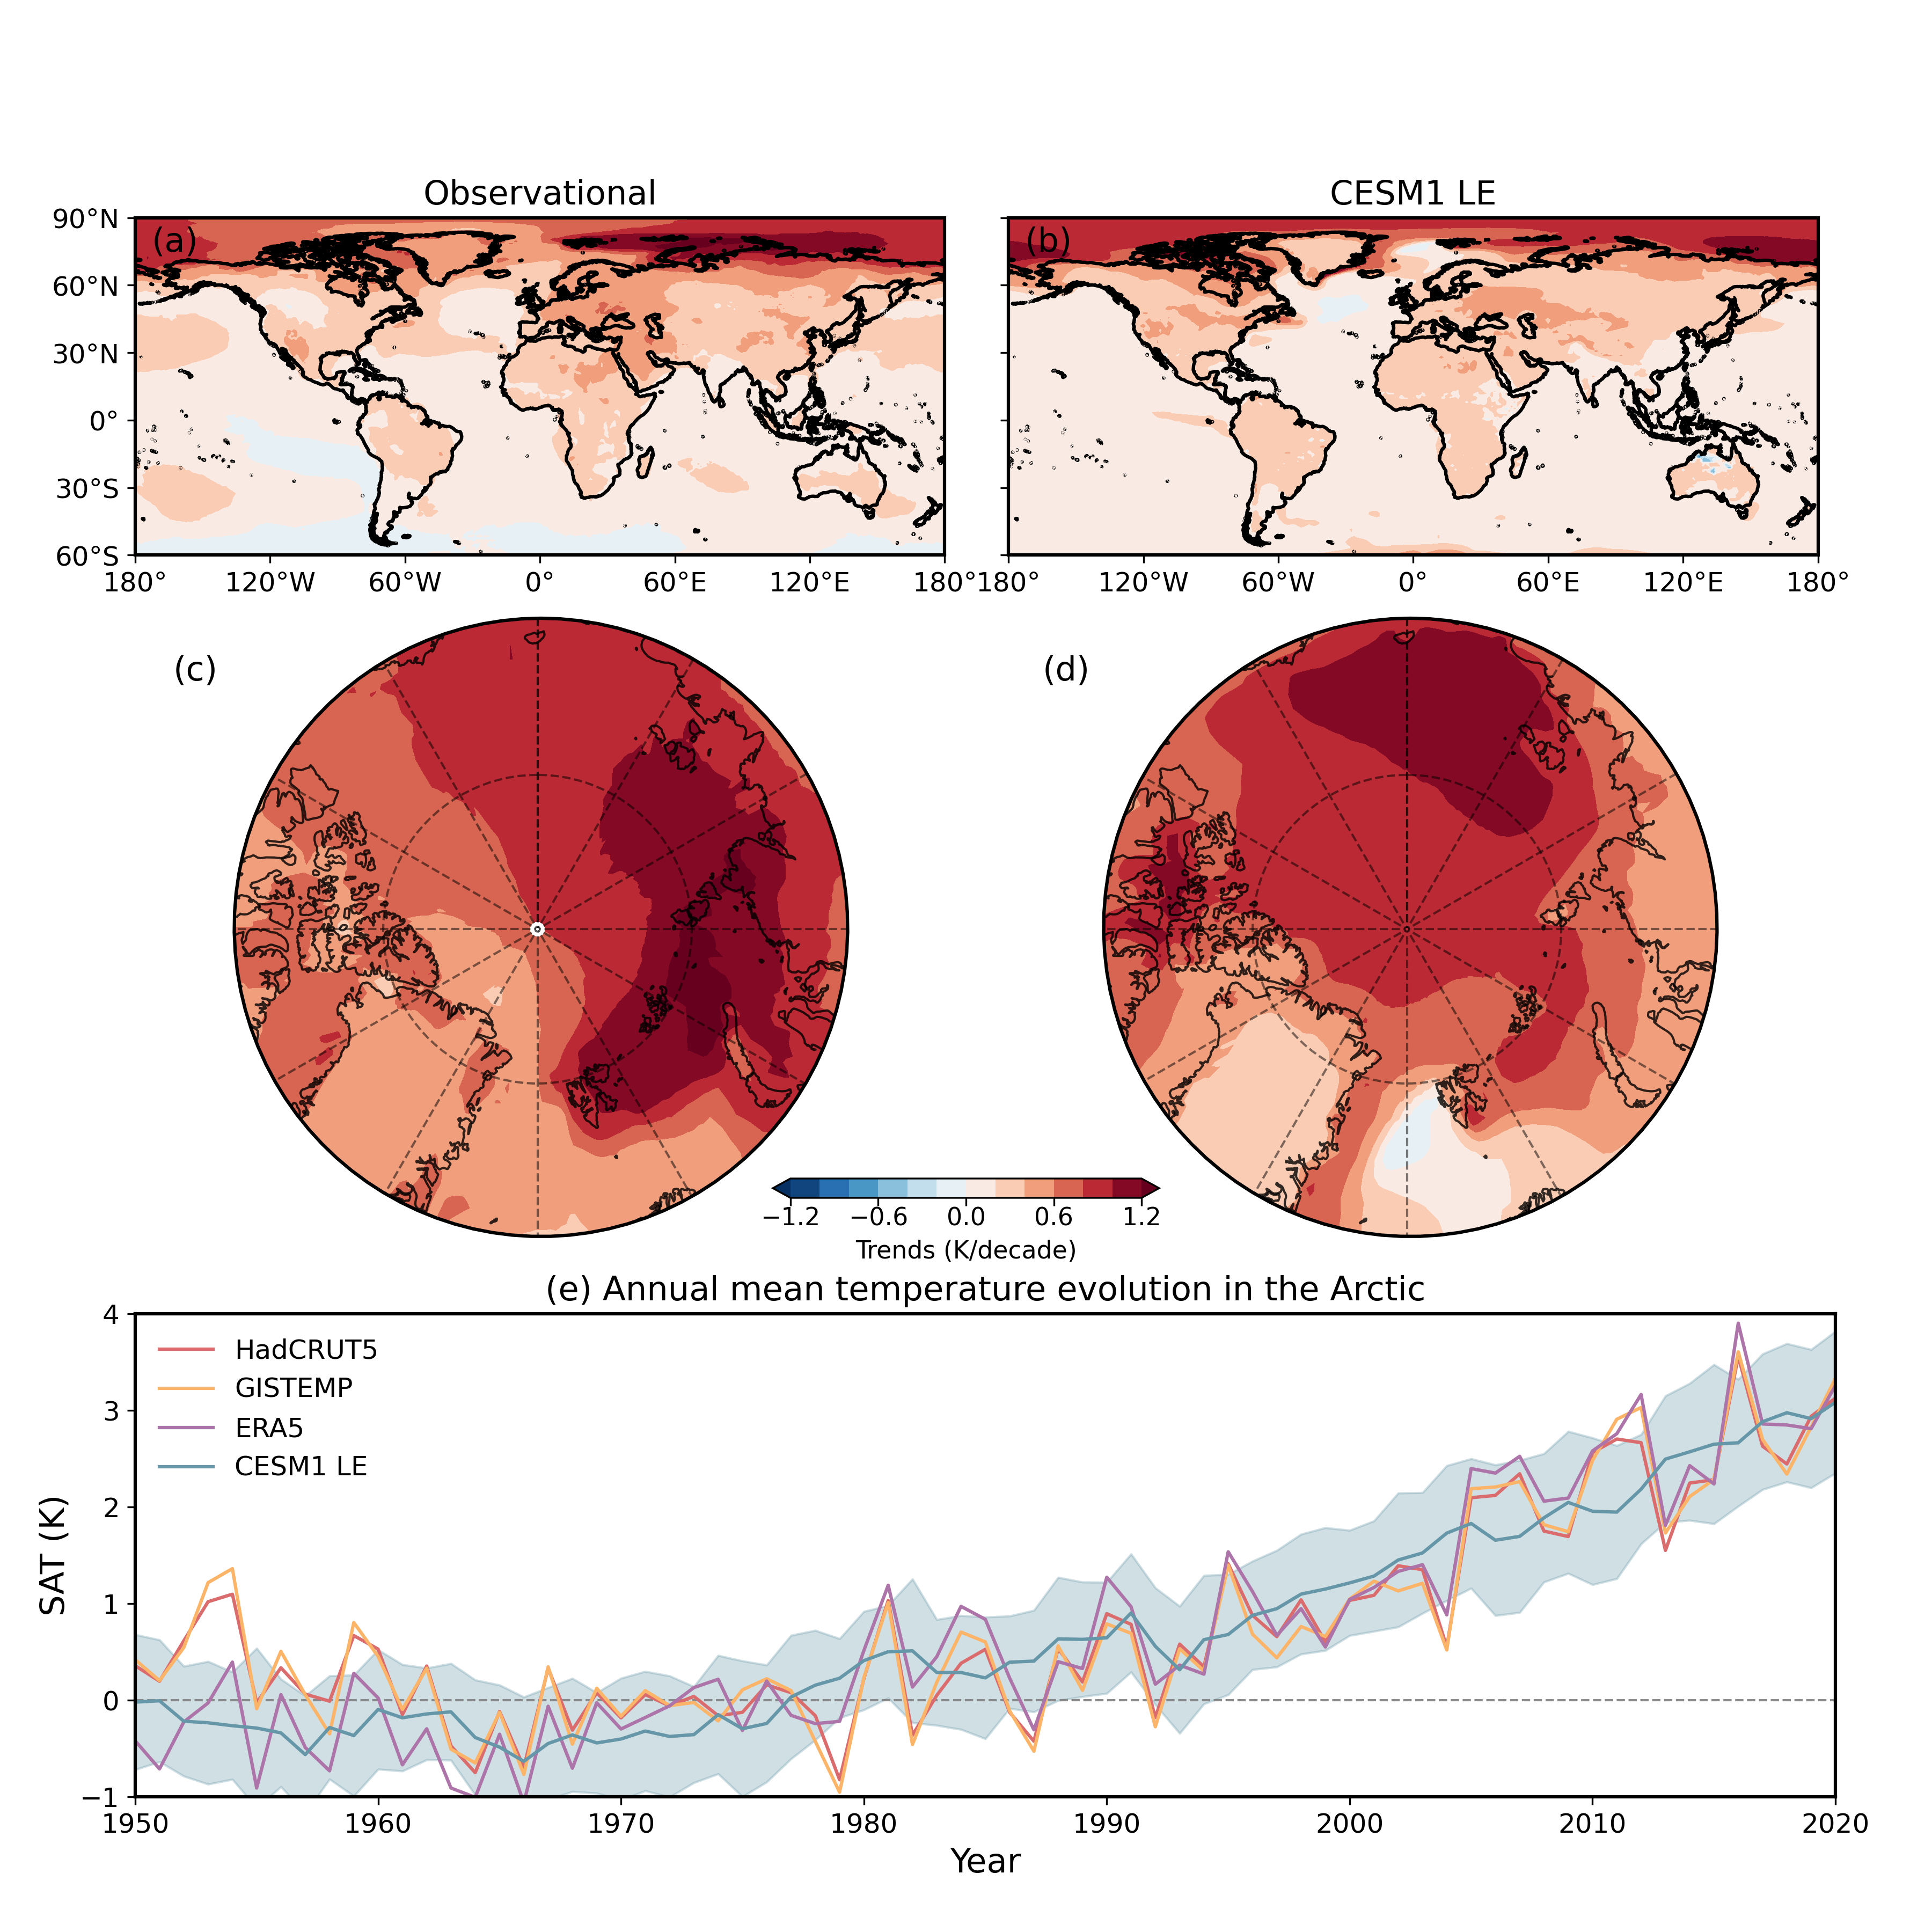 Observational
CESM1 LE
(a)
(b)
90°N
60°N
30°N
0°
30°S
60°S
180° 120°W 60°W 0° 60°E 120°E 180°
180° 120°W 60°W 0° 60°E 120°E 180°
(c)
(d)
−1.2 −0.6 0.0 0.6 1.2
Trends (K/decade)
(e) Annual mean temperature evolution in the Arctic
HadCRUT5
GISTEMP
ERA5
CESM1 LE
SAT (K)
4
3
2
1
0
−1
1950 1960 1970 1980 1990 2000 2010 2020
Year